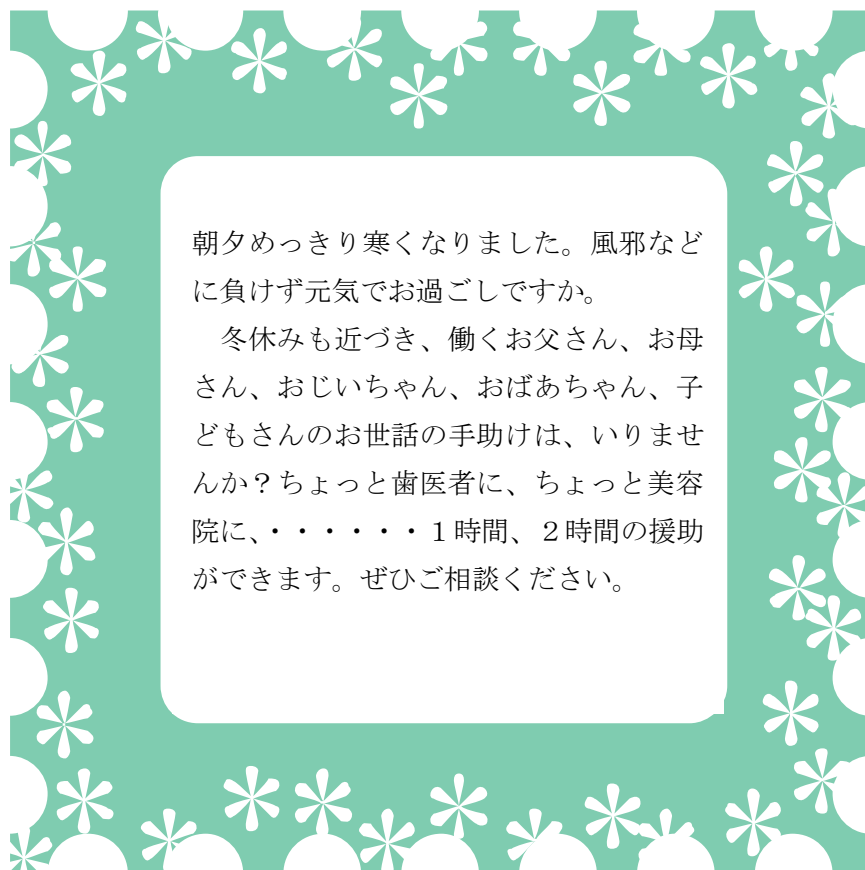 朝夕めっきり寒くなりました。風邪など
に負けず元気でお過ごしですか。
　冬休みも近づき、働くお父さん、お母
さん、おじいちゃん、おばあちゃん、子
どもさんのお世話の手助けは、いりませ
んか？ちょっと歯医者に、ちょっと美容
院に、・・・・・・１時間、２時間の援助
ができます。ぜひご相談ください。